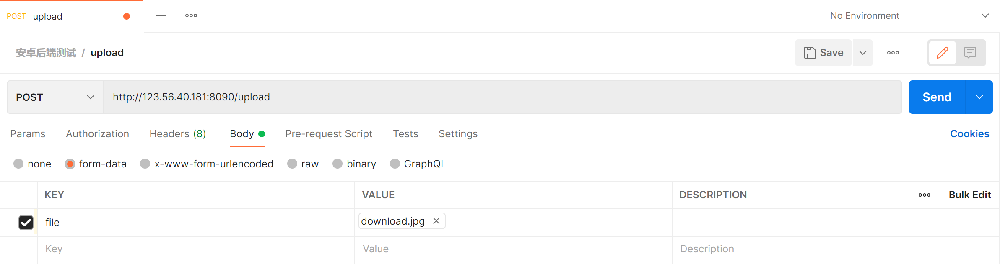 POST upload No Environment
安卓后端测试 / upload Save
POST http://123.56.40.181:8090/upload Send
Params Authorization Headers (8) Body Pre-request Script Tests Settings Cookies
none form-data x-www-form-urlencoded raw binary GraphQL
KEY VALUE DESCRIPTION Bulk Edit
file download.jpg
Key Value Description